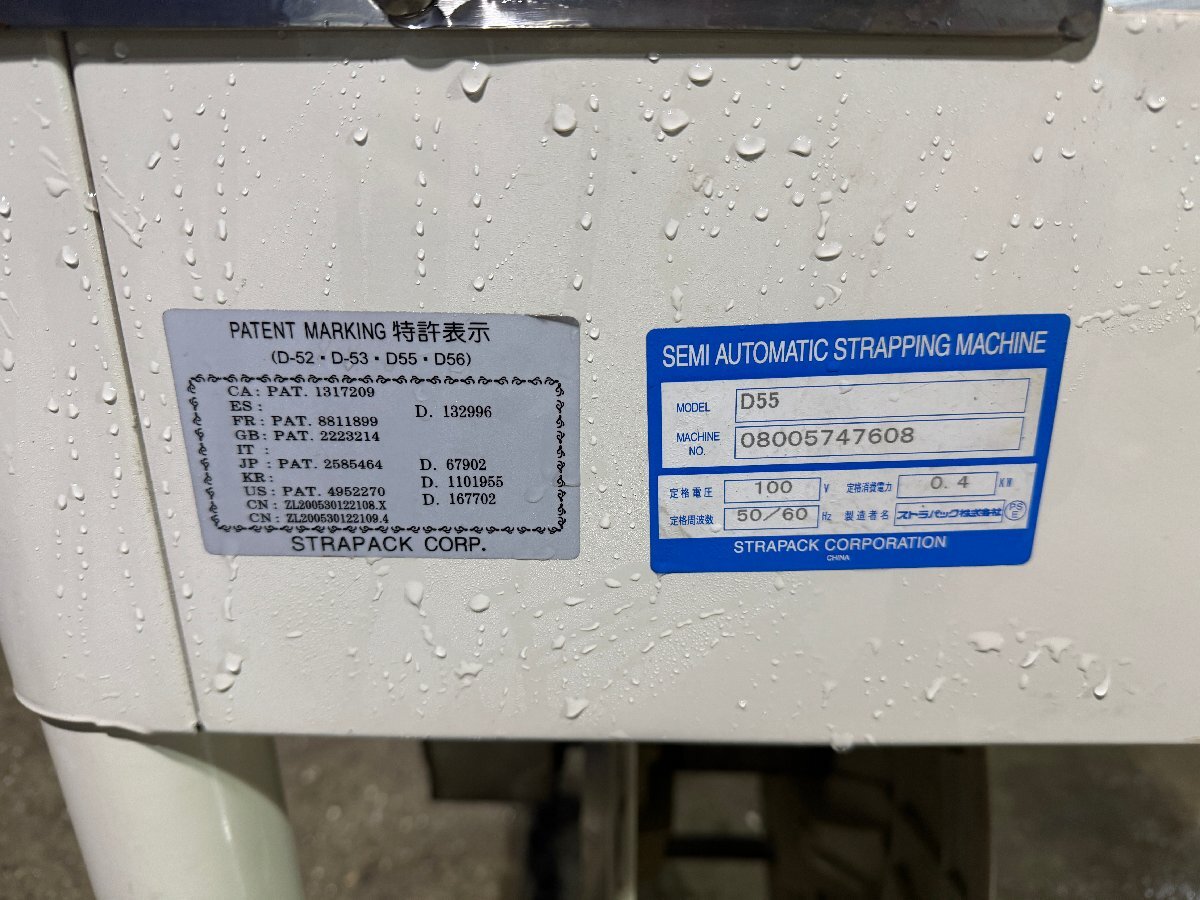 PATENT MARKING 特許表示
(D-52・D-53・D55・D56)
CA: PAT. 1317209
ES: D. 132996
FR: PAT. 8811899
GB: PAT. 2223214
IT :
JP : PAT. 2585464 D. 67902
KR: D. 1101955
US: PAT. 4952270 D. 167702
CN: ZL200530122108.X
CN: ZL200530122109.4
STRAPACK CORP.
SEMI AUTOMATIC STRAPPING MACHINE
MODEL D55
MACHINE NO. 08005747608
定格電圧 100 V 定格消費電力 0.4 KW
定格周波数 50/60 Hz 製造者名 ストラパック株式会社 PSE
STRAPACK CORPORATION
CHINA